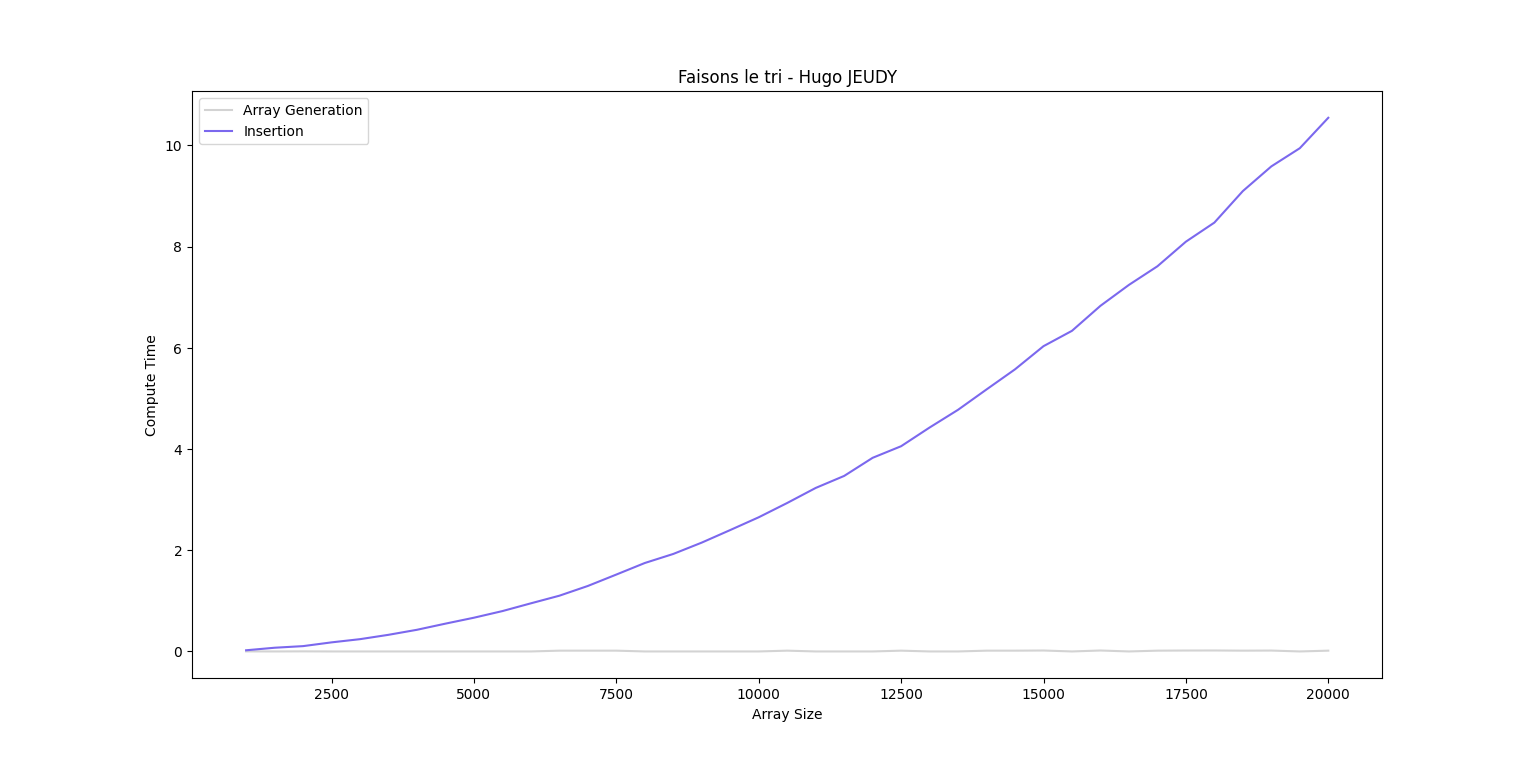 Faisons le tri - Hugo JEUDY
Array Generation
Insertion
10
8
6
4
2
0
Compute Time
2500 5000 7500 10000 12500 15000 17500 20000
Array Size